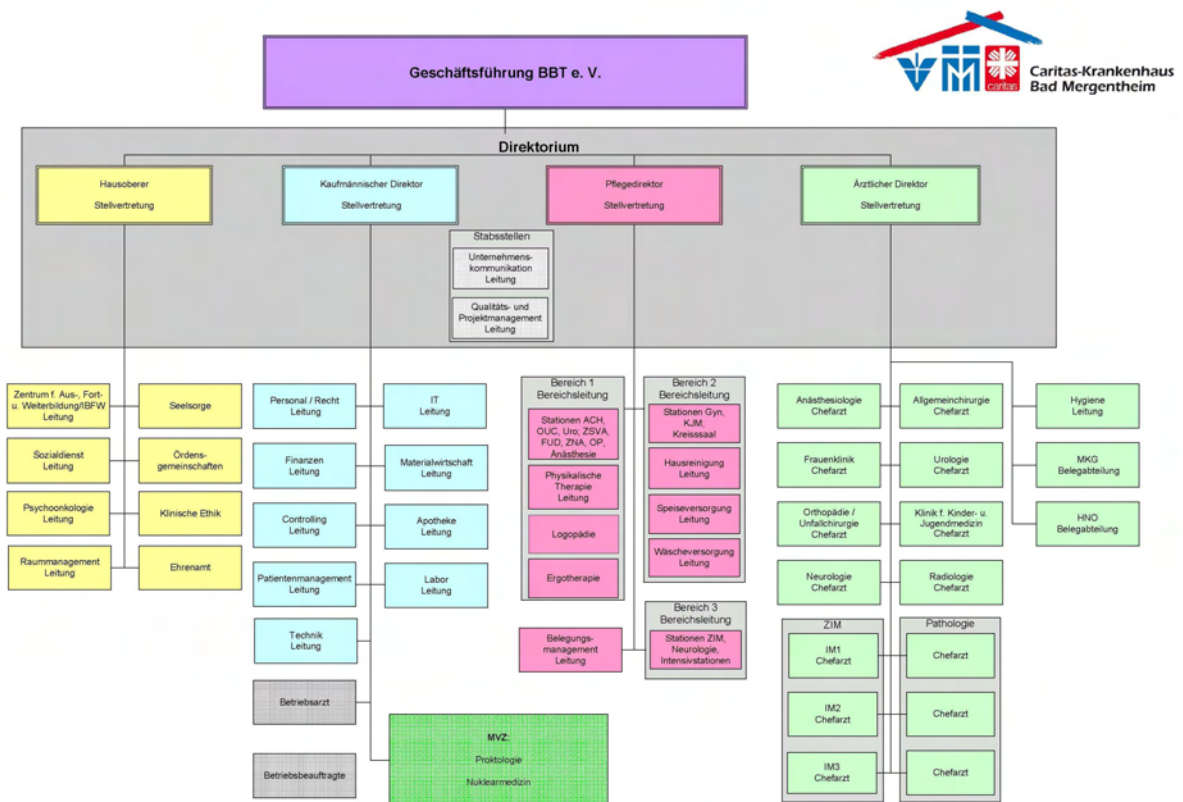 Geschäftsführung BBT e. V.
caritas
Caritas-Krankenhaus
Bad Mergentheim
Direktorium
Hausoberer
Stellvertretung
Kaufmännischer Direktor
Stellvertretung
Pflegedirektor
Stellvertretung
Ärztlicher Direktor
Stellvertretung
Stabsstellen
Unternehmens-
kommunikation
Leitung
Qualitäts- und
Projektmanagement
Leitung
Zentrum f. Aus-, Fort-
u. Weiterbildung/IBFW
Leitung
Seelsorge
Sozialdienst
Leitung
Ordens-
gemeinschaften
Psychoonkologie
Leitung
Klinische Ethik
Raummanagement
Leitung
Ehrenamt
Personal / Recht
Leitung
IT
Leitung
Finanzen
Leitung
Materialwirtschaft
Leitung
Controlling
Leitung
Apotheke
Leitung
Patientenmanagement
Leitung
Labor
Leitung
Technik
Leitung
Betriebsarzt
Betriebsbeauftragte
MVZ:
Proktologie
Nuklearmedizin
Bereich 1
Bereichsleitung
Stationen ACH,
OUC, Uro; ZSVA,
FUD, ZNA, OP,
Anästhesie
Physikalische
Therapie
Leitung
Logopädie
Ergotherapie
Belegungs-
management
Leitung
Bereich 2
Bereichsleitung
Stationen Gyn,
KJM;
Kreisssaal
Hausreinigung
Leitung
Speiseversorgung
Leitung
Wäscheversorgung
Leitung
Bereich 3
Bereichsleitung
Stationen ZIM,
Neurologie,
Intensivstationen
Anästhesiologie
Chefarzt
Allgemeinchirurgie
Chefarzt
Hygiene
Leitung
Frauenklinik
Chefarzt
Urologie
Chefarzt
MKG
Belegabteilung
Orthopädie /
Unfallchirurgie
Chefarzt
Klinik f. Kinder- u.
Jugendmedizin
Chefarzt
HNO
Belegabteilung
Neurologie
Chefarzt
Radiologie
Chefarzt
ZIM
IM1
Chefarzt
IM2
Chefarzt
IM3
Chefarzt
Pathologie
Chefarzt
Chefarzt
Chefarzt